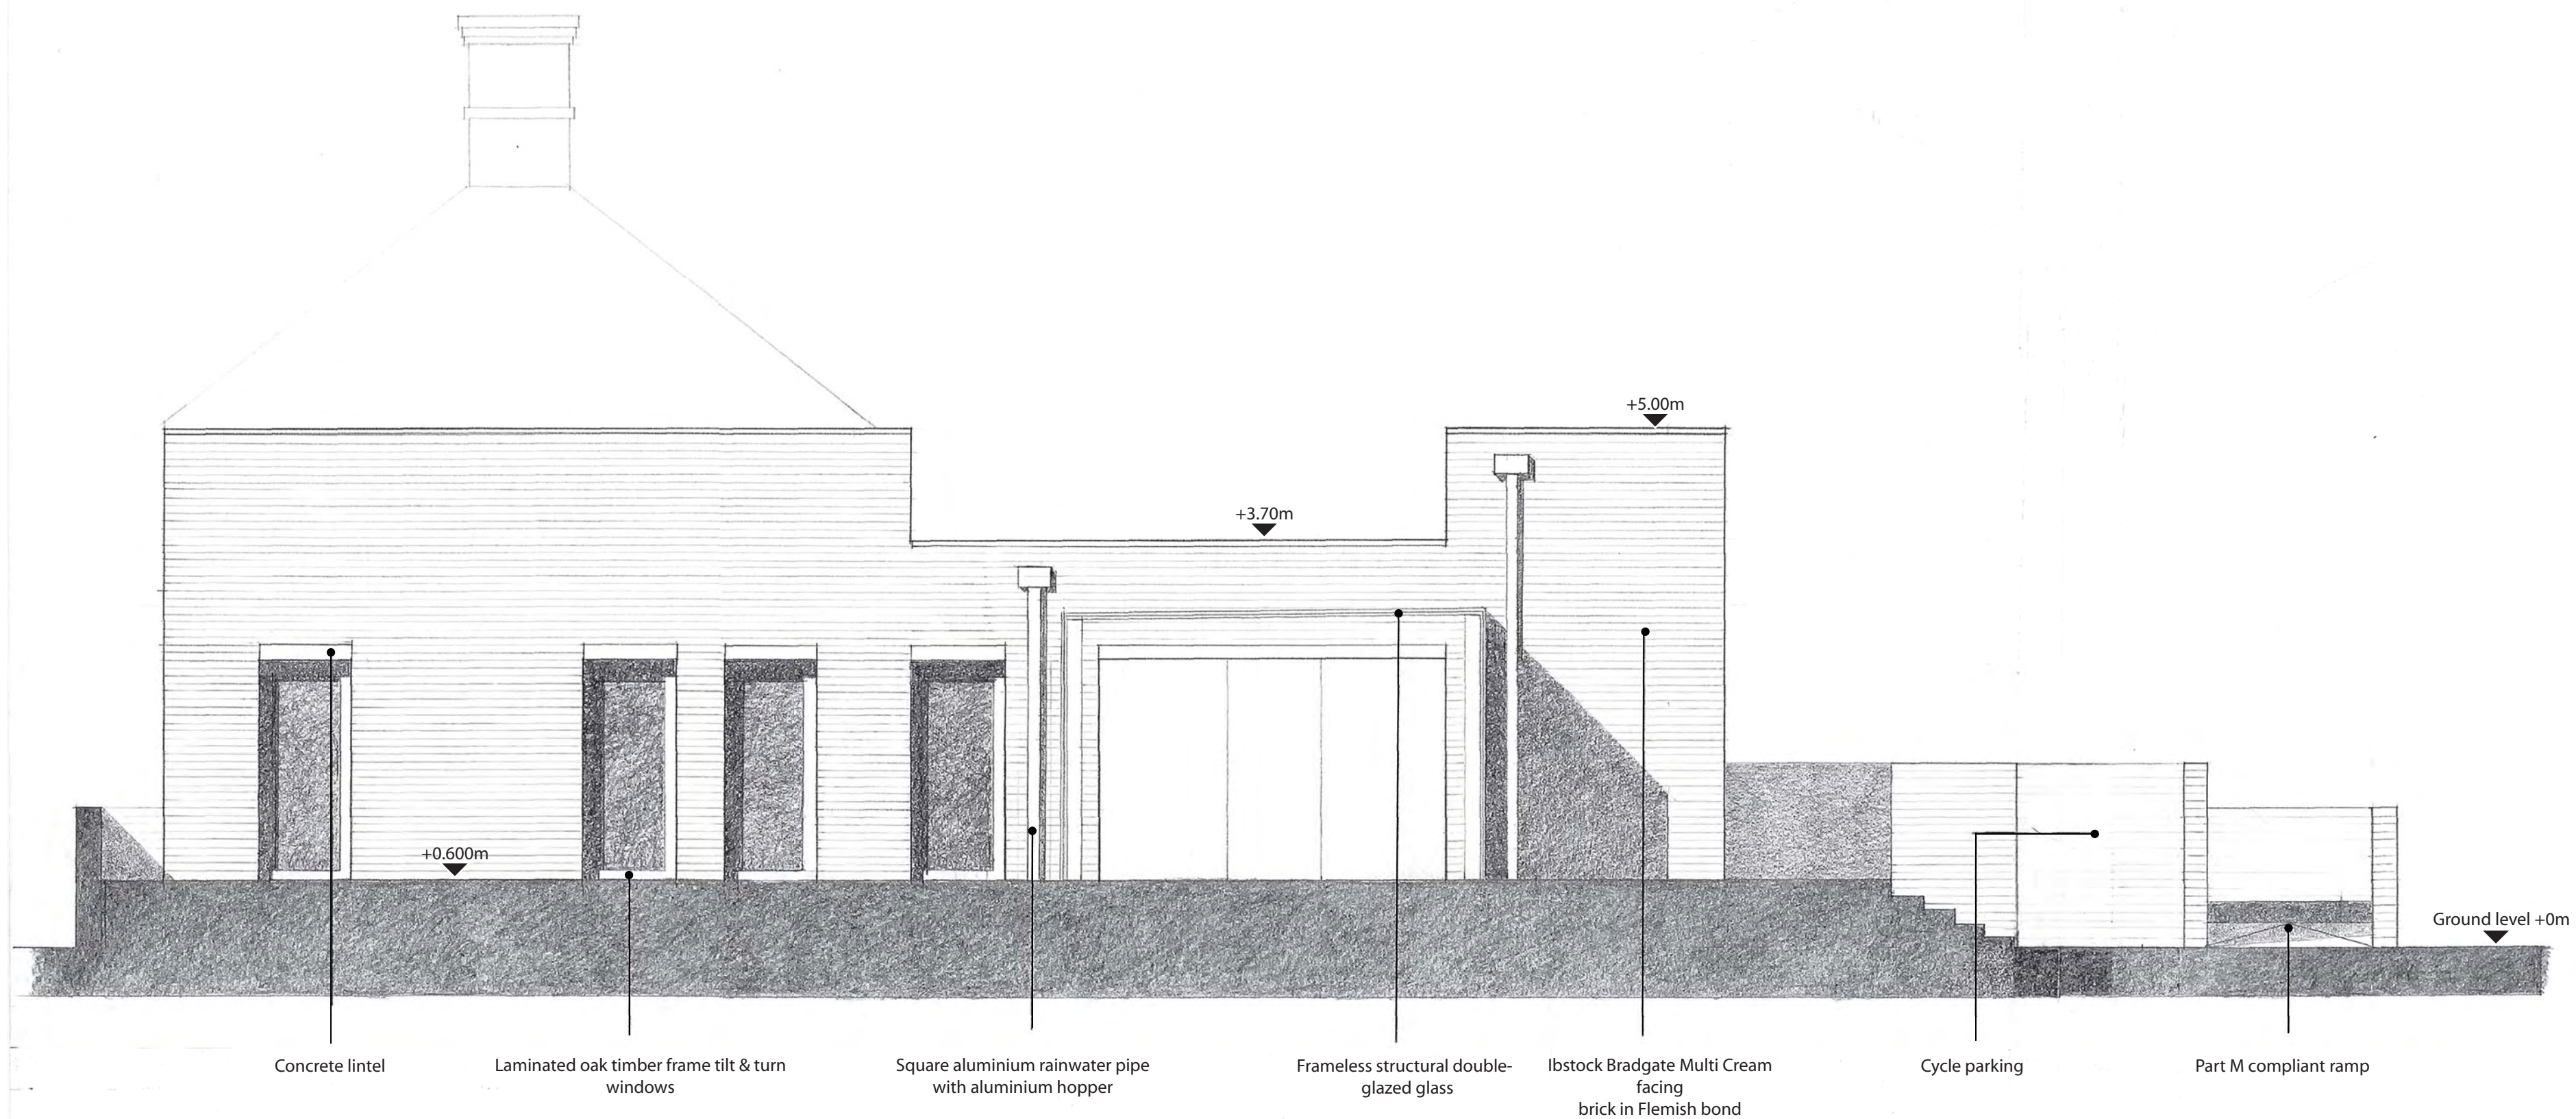 +5.00m
+3.70m
+0.600m
Ground level +0m
Concrete lintel
Laminated oak timber frame tilt & turn
windows
Square aluminium rainwater pipe
with aluminium hopper
Frameless structural double-
glazed glass
Ibstock Bradgate Multi Cream
facing
brick in Flemish bond
Cycle parking
Part M compliant ramp